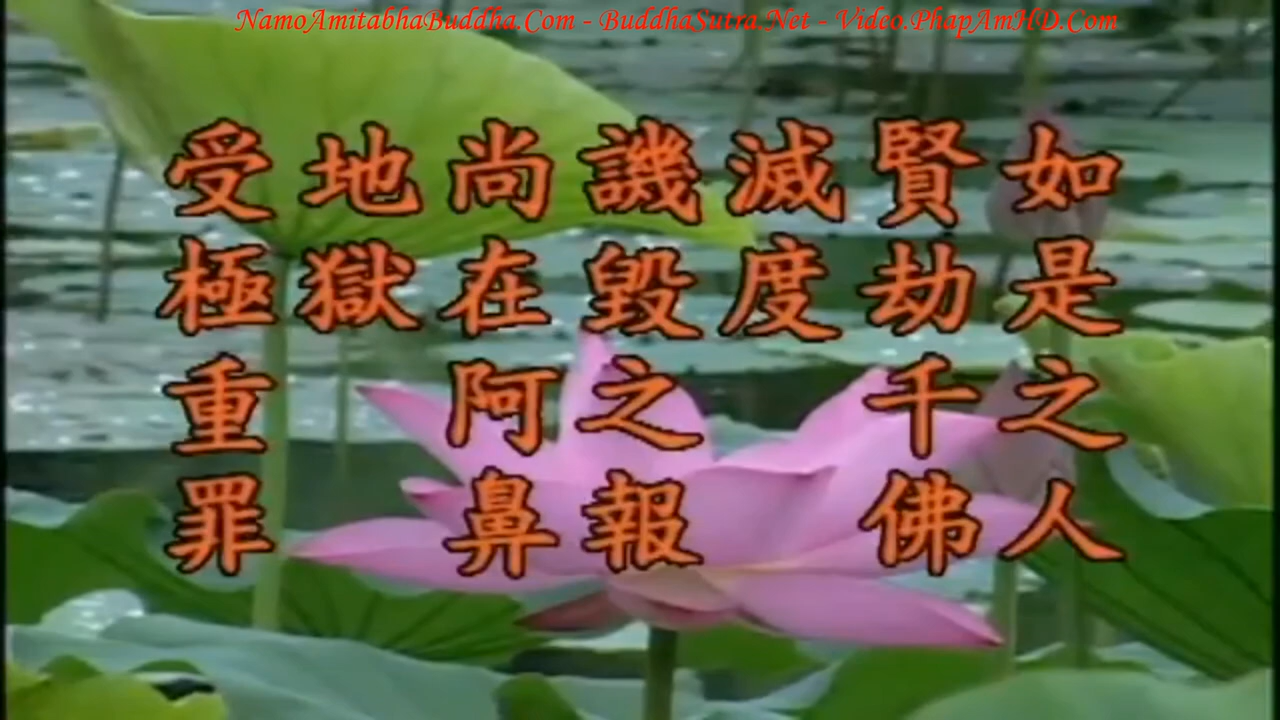 NamoAmitabhaBuddha.Com - BuddhaSutra.Net - Video.PhapAmHD.Com
如是之人
賢劫千佛
滅度
譏毀之報
尚在阿鼻
地獄
受極重罪